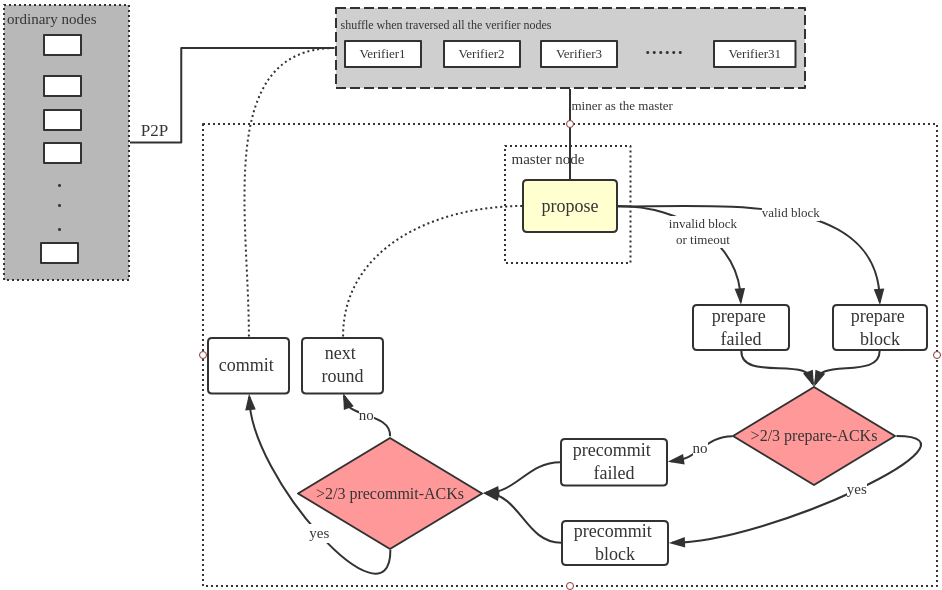 ordinary nodes
shuffle when traversed all the verifier nodes
Verifier1
Verifier2
Verifier3
......
Verifier31
miner as the master
P2P
master node
propose
invalid block
or timeout
valid block
prepare
failed
prepare
block
commit
next
round
no
>2/3 prepare-ACKs
no
precommit
failed
>2/3 precommit-ACKs
yes
yes
precommit
block